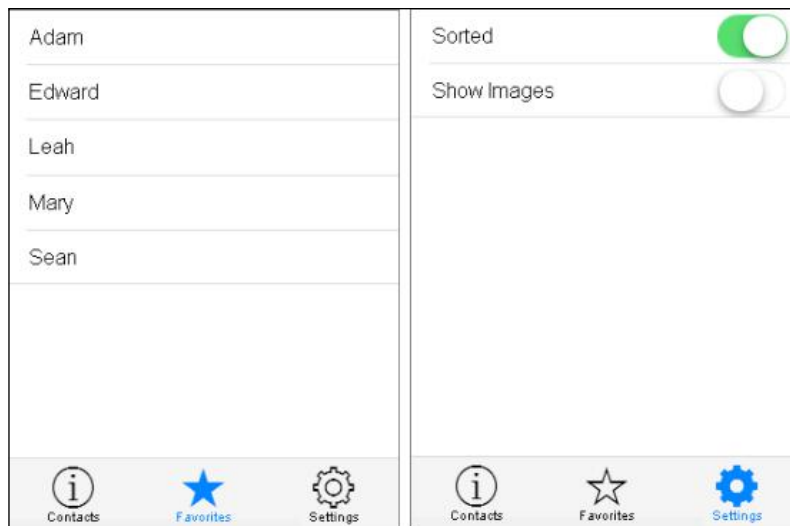 Adam
Edward
Leah
Mary
Sean
Contacts Favorites Settings
Sorted
Show Images
Contacts Favorites Settings